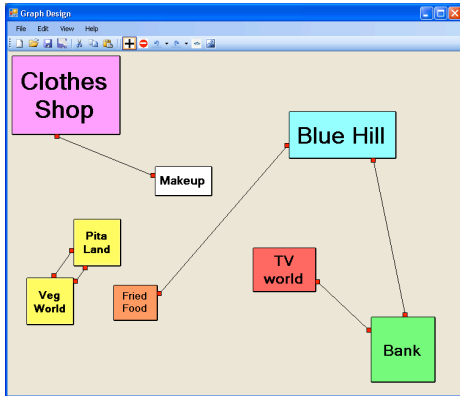 Graph Design
File Edit View Help
Clothes
Shop
Blue Hill
Makeup
Pita
Land
TV
world
Veg
World
Fried
Food
Bank